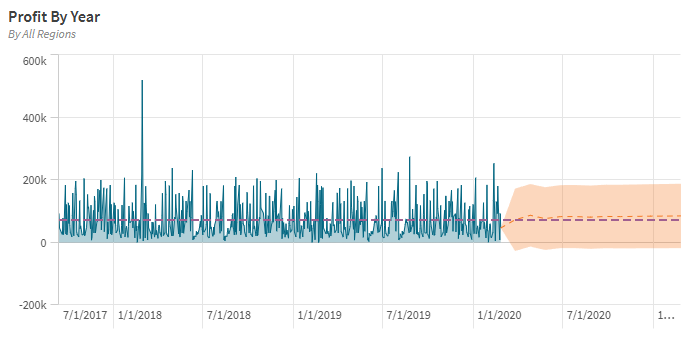 Profit By Year
By All Regions
600k
400k
200k
0
-200k
7/1/2017 1/1/2018 7/1/2018 1/1/2019 7/1/2019 1/1/2020 7/1/2020 1...